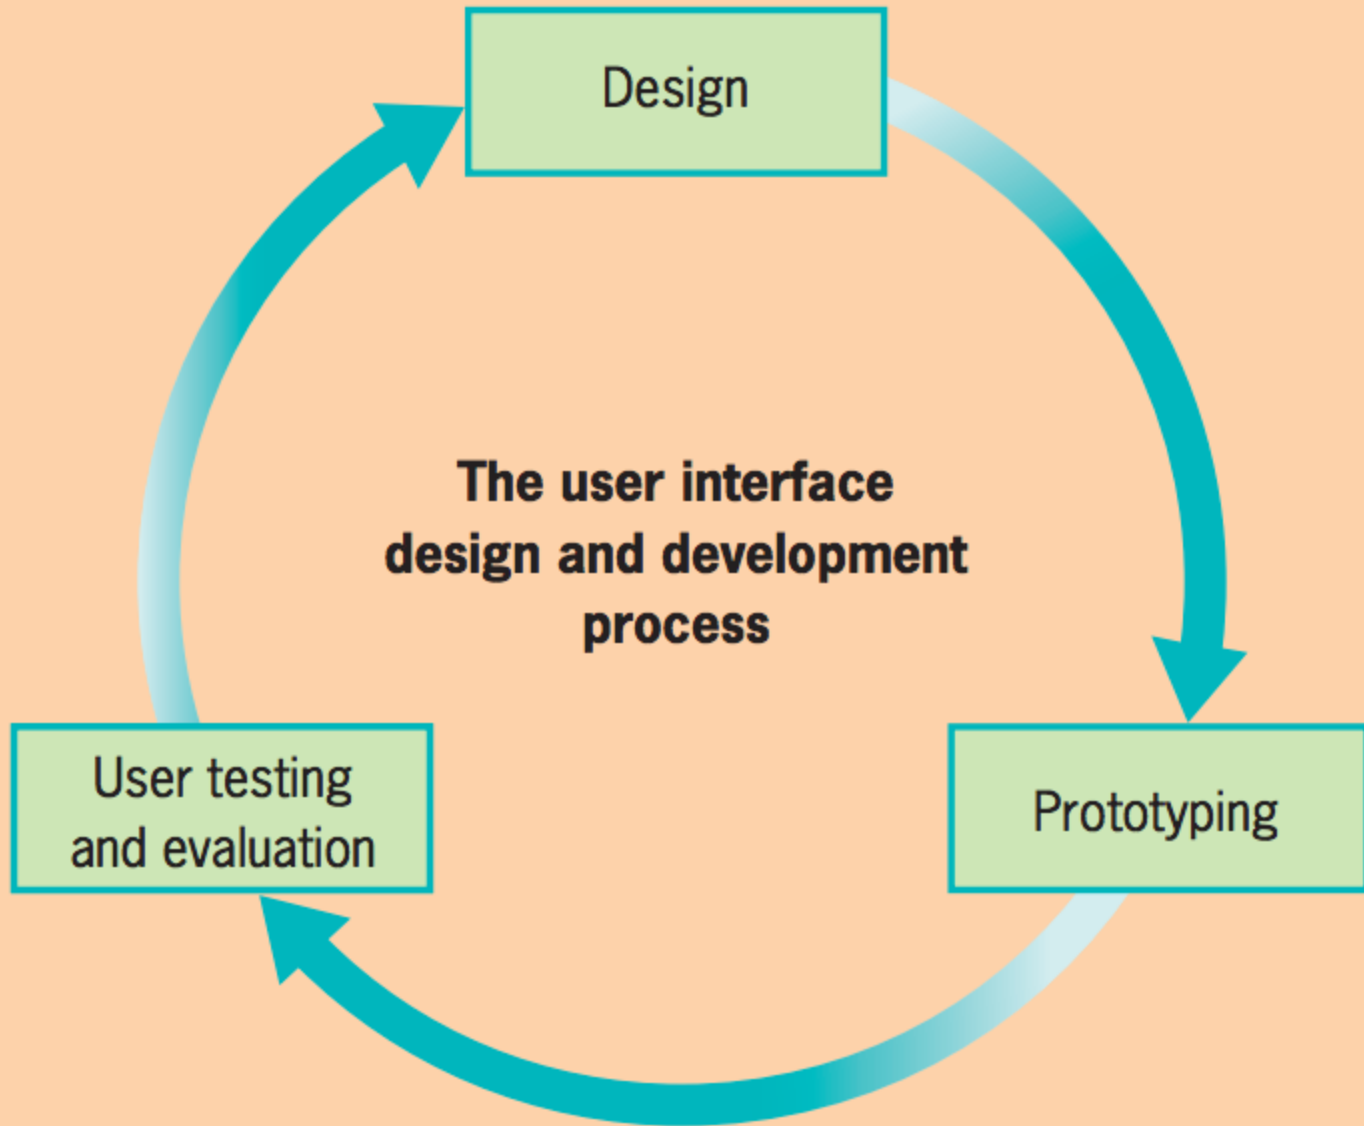 Design
The user interface
design and development
process
User testing
and evaluation
Prototyping